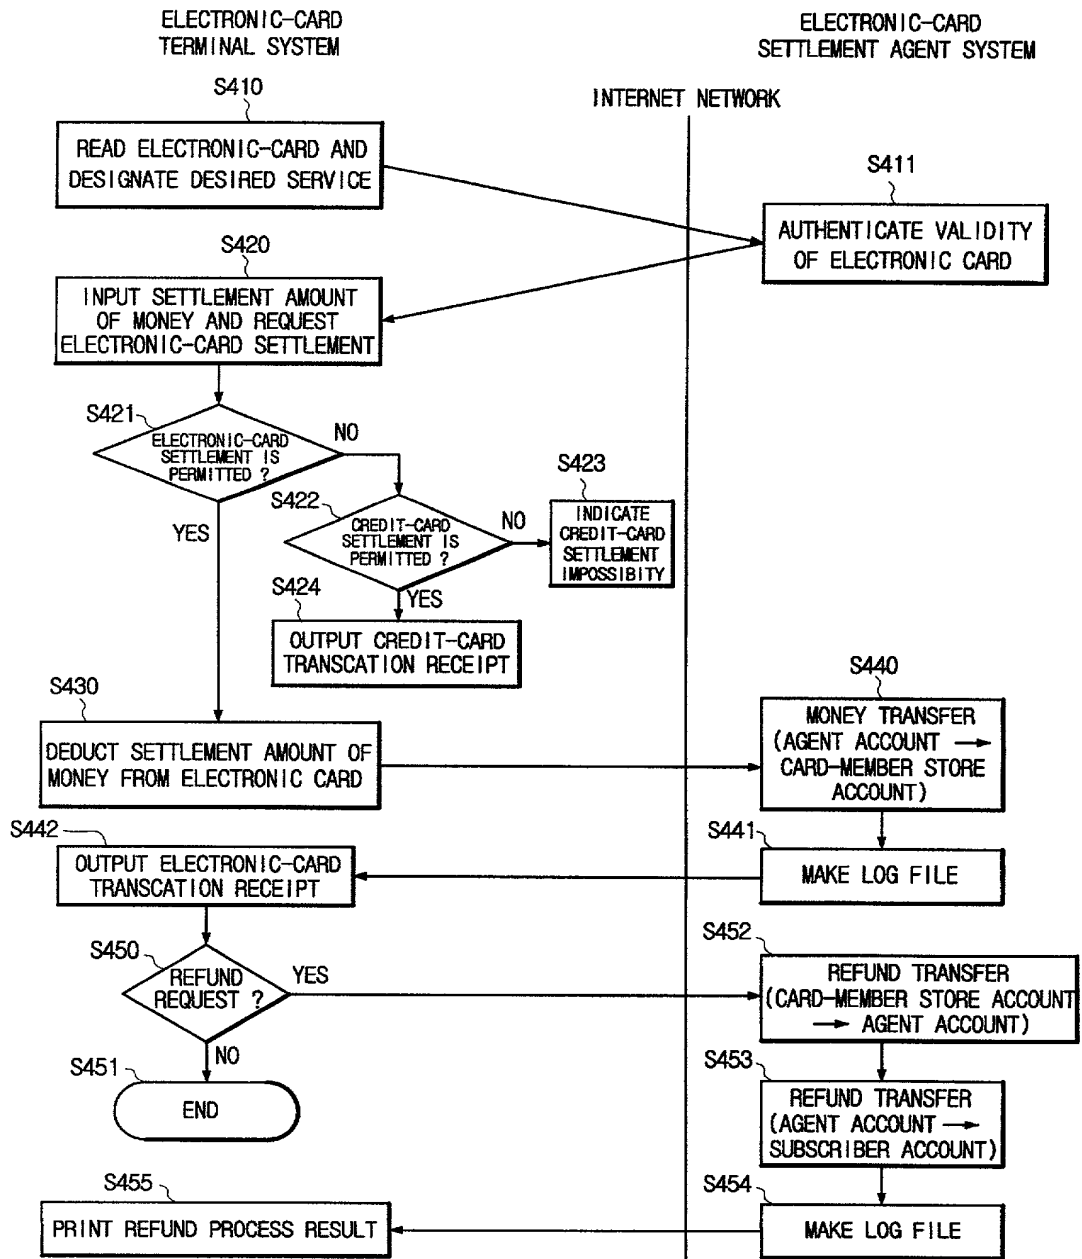 ELECTRONIC-CARD
TERMINAL SYSTEM
ELECTRONIC-CARD
SETTLEMENT AGENT SYSTEM
INTERNET NETWORK
S410
READ ELECTRONIC-CARD AND
DESIGNATE DESIRED SERVICE
S411
AUTHENTICATE VALIDITY
OF ELECTRONIC CARD
S420
INPUT SETTLEMENT AMOUNT
OF MONEY AND REQUEST
ELECTRONIC-CARD SETTLEMENT
S421
ELECTRONIC-CARD
SETTLEMENT IS
PERMITTED ?
NO
YES
S422
CREDIT-CARD
SETTLEMENT IS
PERMITTED ?
NO
YES
S423
INDICATE
CREDIT-CARD
SETTLEMENT
IMPOSSIBITY
S424
OUTPUT CREDIT-CARD
TRANSCATION RECEIPT
S430
DEDUCT SETTLEMENT AMOUNT OF
MONEY FROM ELECTRONIC CARD
S440
MONEY TRANSFER
(AGENT ACCOUNT →
CARD-MEMBER STORE
ACCOUNT)
S441
MAKE LOG FILE
S442
OUTPUT ELECTRONIC-CARD
TRANSCATION RECEIPT
S450
REFUND
REQUEST ?
YES
NO
S451
END
S452
REFUND TRANSFER
(CARD-MEMBER STORE ACCOUNT
→ AGENT ACCOUNT)
S453
REFUND TRANSFER
(AGENT ACCOUNT →
SUBSCRIBER ACCOUNT)
S454
MAKE LOG FILE
S455
PRINT REFUND PROCESS RESULT